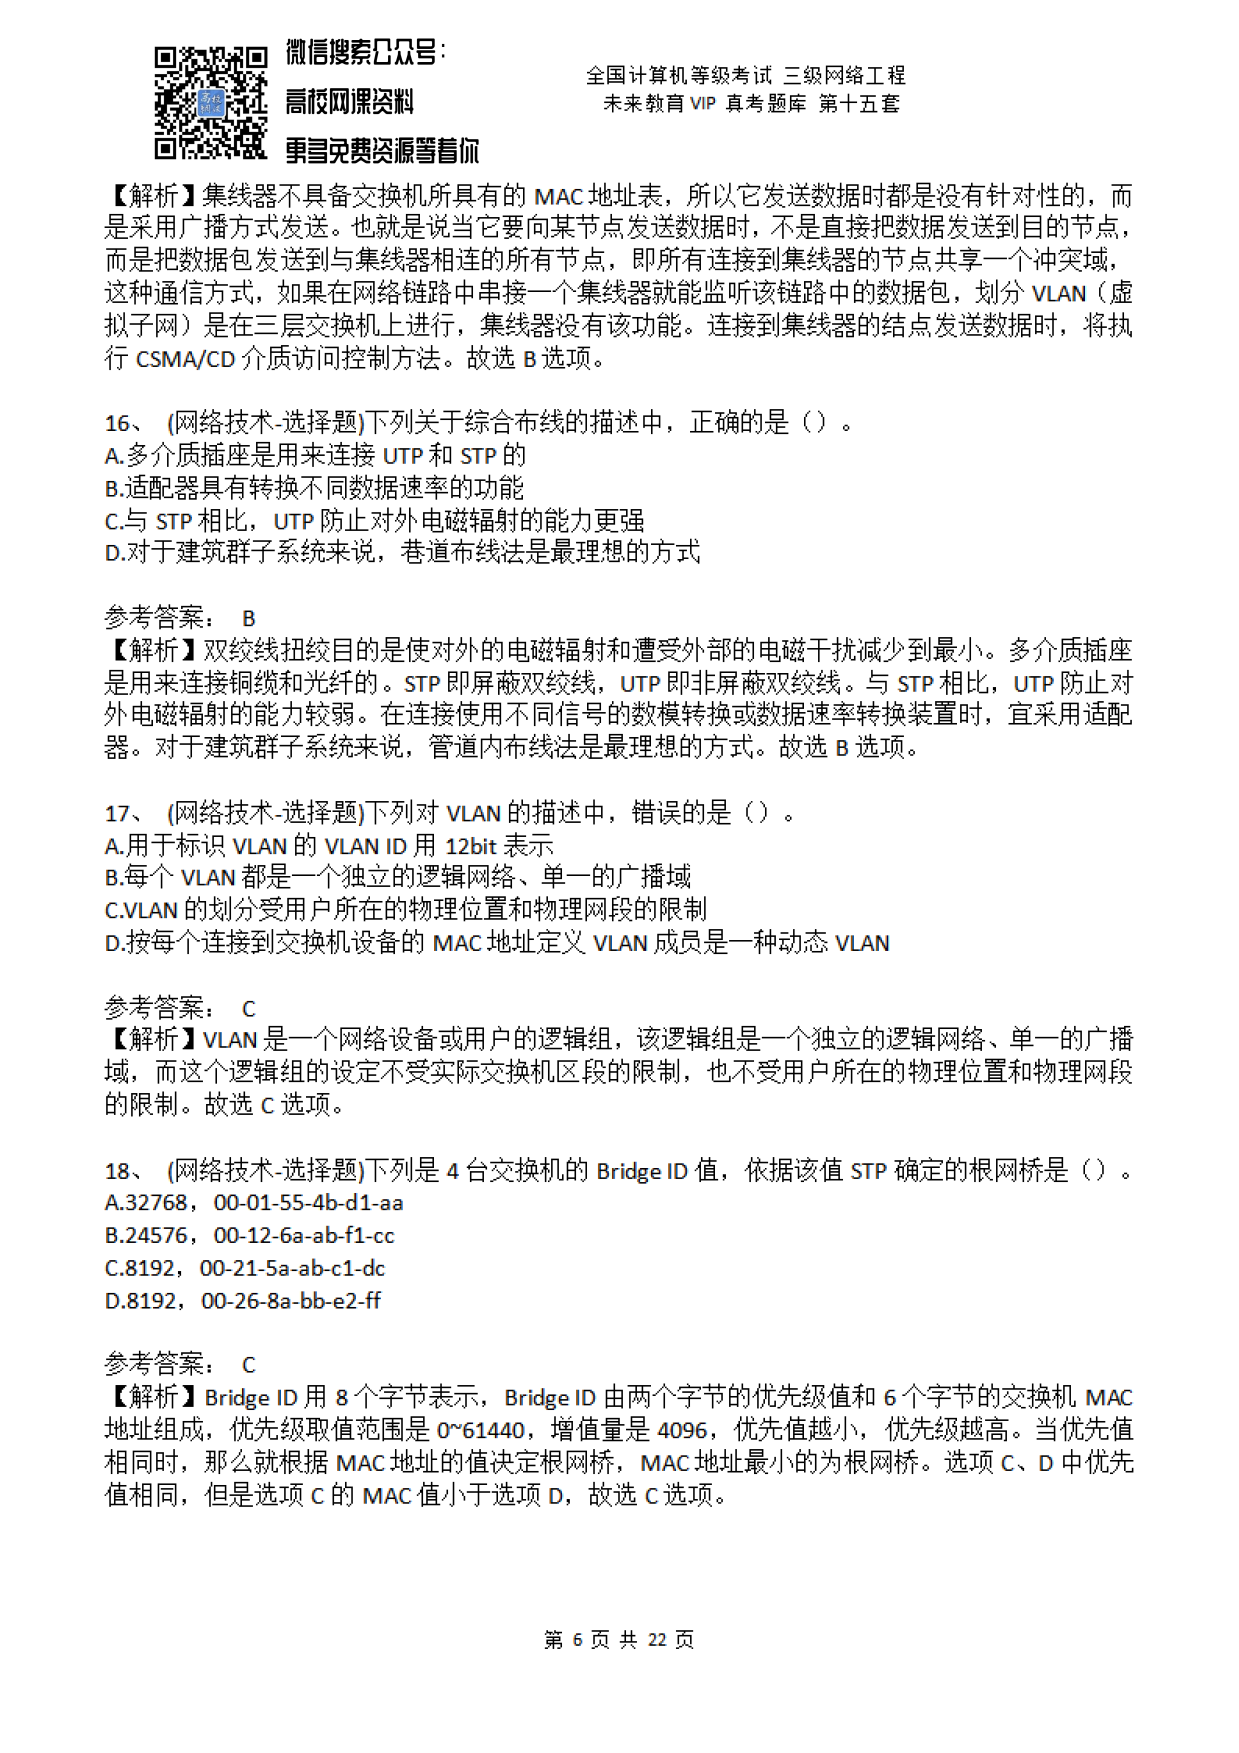 微信搜索公众号：
高校网课资料
更多免费资源等着你
全国计算机等级考试 三级网络工程
未来教育 VIP 真考题库 第十五套
【解析】集线器不具备交换机所具有的 MAC 地址表，所以它发送数据时都是没有针对性的，而
是采用广播方式发送。也就是说当它要向某节点发送数据时，不是直接把数据发送到目的节点，
而是把数据包发送到与集线器相连的所有节点，即所有连接到集线器的节点共享一个冲突域，
这种通信方式，如果在网络链路中串接一个集线器就能监听该链路中的数据包，划分 VLAN（虚
拟子网）是在三层交换机上进行，集线器没有该功能。连接到集线器的结点发送数据时，将执
行 CSMA/CD 介质访问控制方法。故选 B 选项。
16、 (网络技术-选择题)下列关于综合布线的描述中，正确的是（）。
A.多介质插座是用来连接 UTP 和 STP 的
B.适配器具有转换不同数据速率的功能
C.与 STP 相比，UTP 防止对外电磁辐射的能力更强
D.对于建筑群子系统来说，巷道布线法是最理想的方式
参考答案： B
【解析】双绞线扭绞目的是使对外的电磁辐射和遭受外部的电磁干扰减少到最小。多介质插座
是用来连接铜缆和光纤的。STP 即屏蔽双绞线，UTP 即非屏蔽双绞线。与 STP 相比，UTP 防止对
外电磁辐射的能力较弱。在连接使用不同信号的数模转换或数据速率转换装置时，宜采用适配
器。对于建筑群子系统来说，管道内布线法是最理想的方式。故选 B 选项。
17、 (网络技术-选择题)下列对 VLAN 的描述中，错误的是（）。
A.用于标识 VLAN 的 VLAN ID 用 12bit 表示
B.每个 VLAN 都是一个独立的逻辑网络、单一的广播域
C.VLAN 的划分受用户所在的物理位置和物理网段的限制
D.按每个连接到交换机设备的 MAC 地址定义 VLAN 成员是一种动态 VLAN
参考答案： C
【解析】VLAN 是一个网络设备或用户的逻辑组，该逻辑组是一个独立的逻辑网络、单一的广播
域，而这个逻辑组的设定不受实际交换机区段的限制，也不受用户所在的物理位置和物理网段
的限制。故选 C 选项。
18、 (网络技术-选择题)下列是 4 台交换机的 Bridge ID 值，依据该值 STP 确定的根网桥是（）。
A.32768，00-01-55-4b-d1-aa
B.24576，00-12-6a-ab-f1-cc
C.8192，00-21-5a-ab-c1-dc
D.8192，00-26-8a-bb-e2-ff
参考答案： C
【解析】Bridge ID 用 8 个字节表示，Bridge ID 由两个字节的优先级值和 6 个字节的交换机 MAC
地址组成，优先级取值范围是 0~61440，增值量是 4096，优先值越小，优先级越高。当优先值
相同时，那么就根据 MAC 地址的值决定根网桥，MAC 地址最小的为根网桥。选项 C、D 中优先
值相同，但是选项 C 的 MAC 值小于选项 D，故选 C 选项。
第 6 页 共 22 页